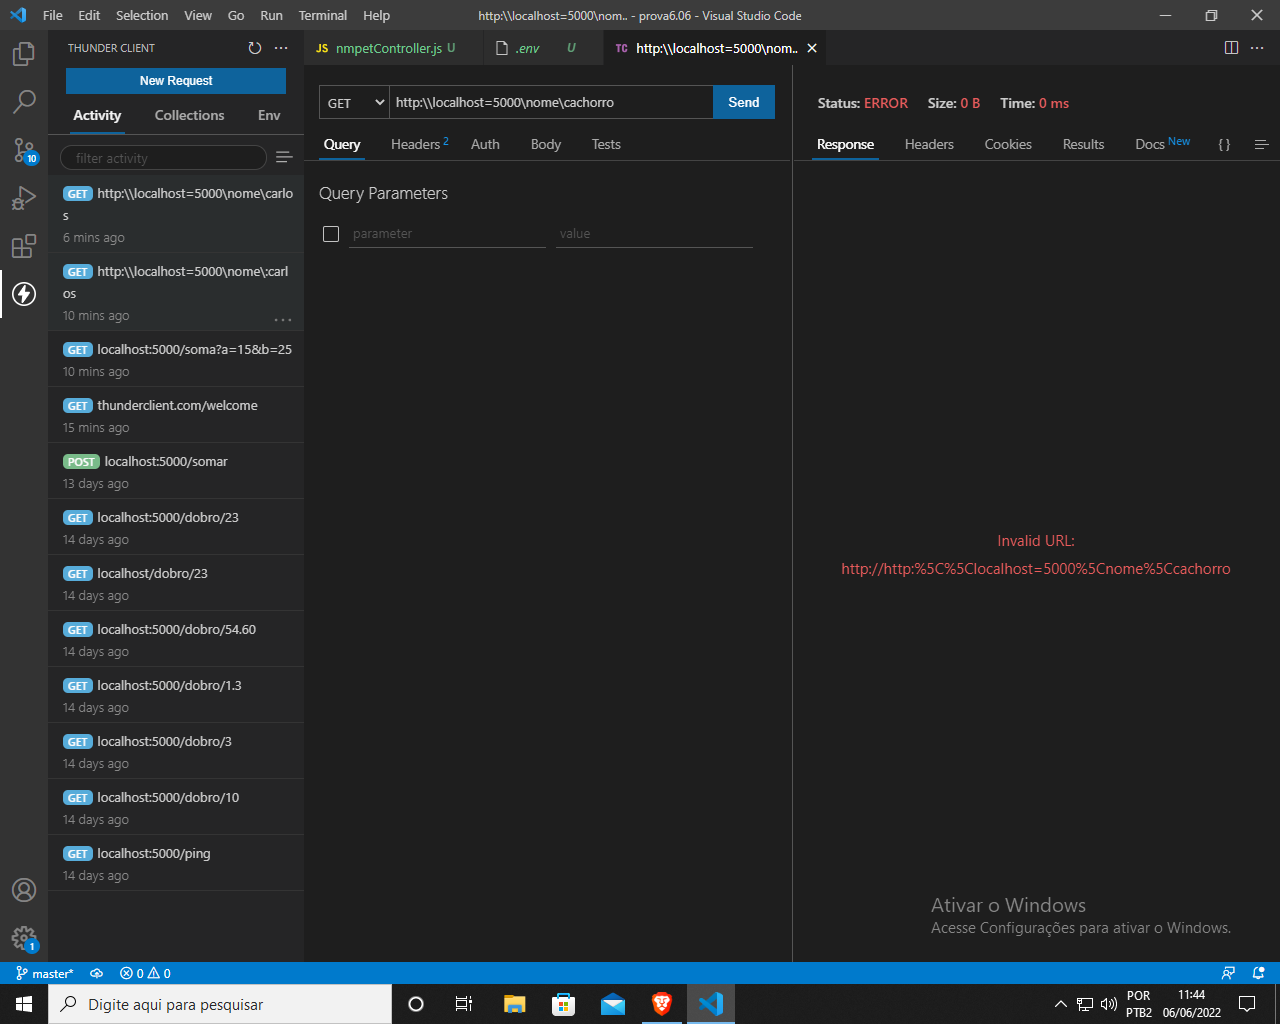 File Edit Selection View Go Run Terminal Help
http:\\localhost=5000\nom.. - prova6.06 - Visual Studio Code
THUNDER CLIENT
New Request
Activity Collections Env
filter activity
GET http:\\localhost=5000\nome\carlo
s
6 mins ago
GET http:\\localhost=5000\nome\:carl
os
10 mins ago
GET localhost:5000/soma?a=15&b=25
10 mins ago
GET thunderclient.com/welcome
15 mins ago
POST localhost:5000/somar
13 days ago
GET localhost:5000/dobro/23
14 days ago
GET localhost/dobro/23
14 days ago
GET localhost:5000/dobro/54.60
14 days ago
GET localhost:5000/dobro/1.3
14 days ago
GET localhost:5000/dobro/3
14 days ago
GET localhost:5000/dobro/10
14 days ago
GET localhost:5000/ping
14 days ago
10
1
JS nmpetController.js U
.env U
TC http:\\localhost=5000\nom..
GET http:\\localhost=5000\nome\cachorro Send
Query Headers 2 Auth Body Tests
Query Parameters
parameter value
Status: ERROR Size: 0 B Time: 0 ms
Response Headers Cookies Results Docs New { }
Invalid URL:
http://http:%5C%5Clocalhost=5000%5Cnome%5Ccachorro
Ativar o Windows
Acesse Configurações para ativar o Windows.
master* 0 0
Digite aqui para pesquisar
POR
PTB2
11:44
06/06/2022